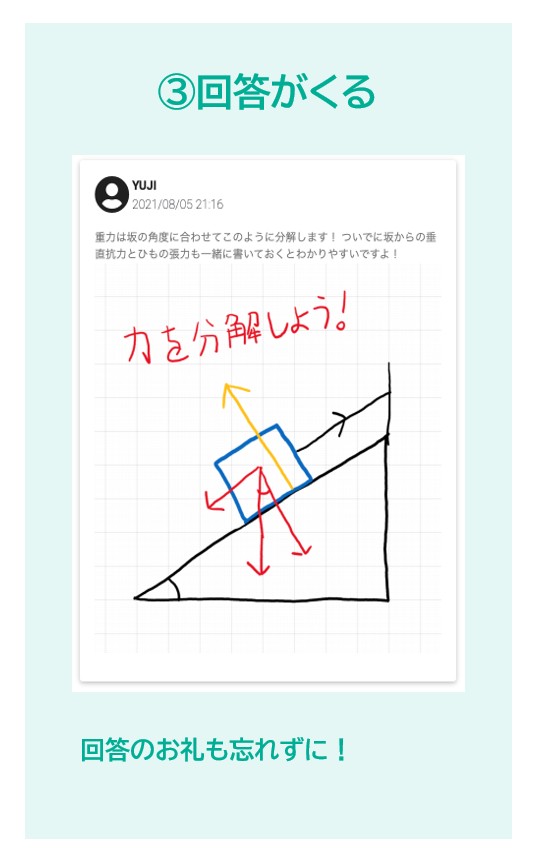 ③回答がくる
YUJI
2021/08/05 21:16
重力は坂の角度に合わせてこのように分解します！ ついでに坂からの垂
直抗力とひもの張力も一緒に書いておくとわかりやすいですよ！
力を分解しよう!
回答のお礼も忘れずに！